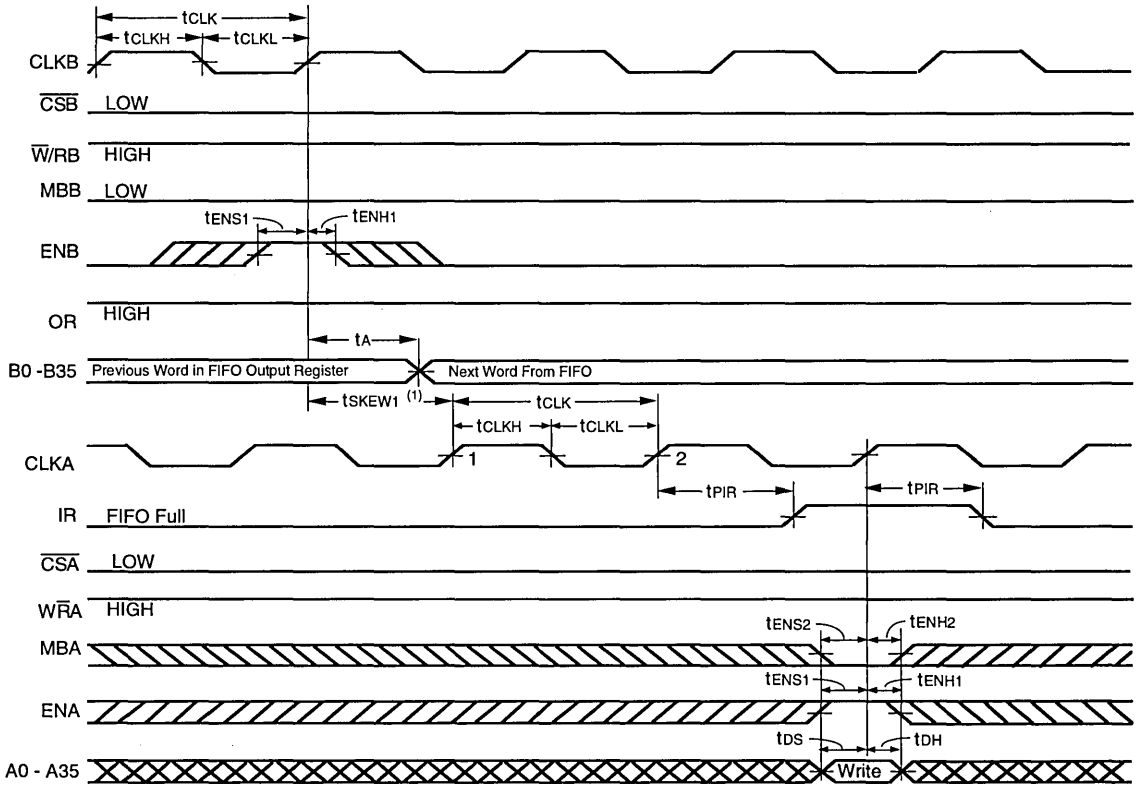 tCLK
tCLKH tCLKL
CLKB
CSB LOW
W/RB HIGH
MBB LOW
tENS1 tENH1
ENB
OR HIGH
tA
B0 -B35 Previous Word in FIFO Output Register Next Word From FIFO
tSKEW1 (1) tCLK
tCLKH tCLKL
CLKA 1 2
tPIR tPIR
IR FIFO Full
CSA LOW
WRA HIGH
tENS2 tENH2
MBA
tENS1 tENH1
ENA
tDS tDH
A0 - A35 Write